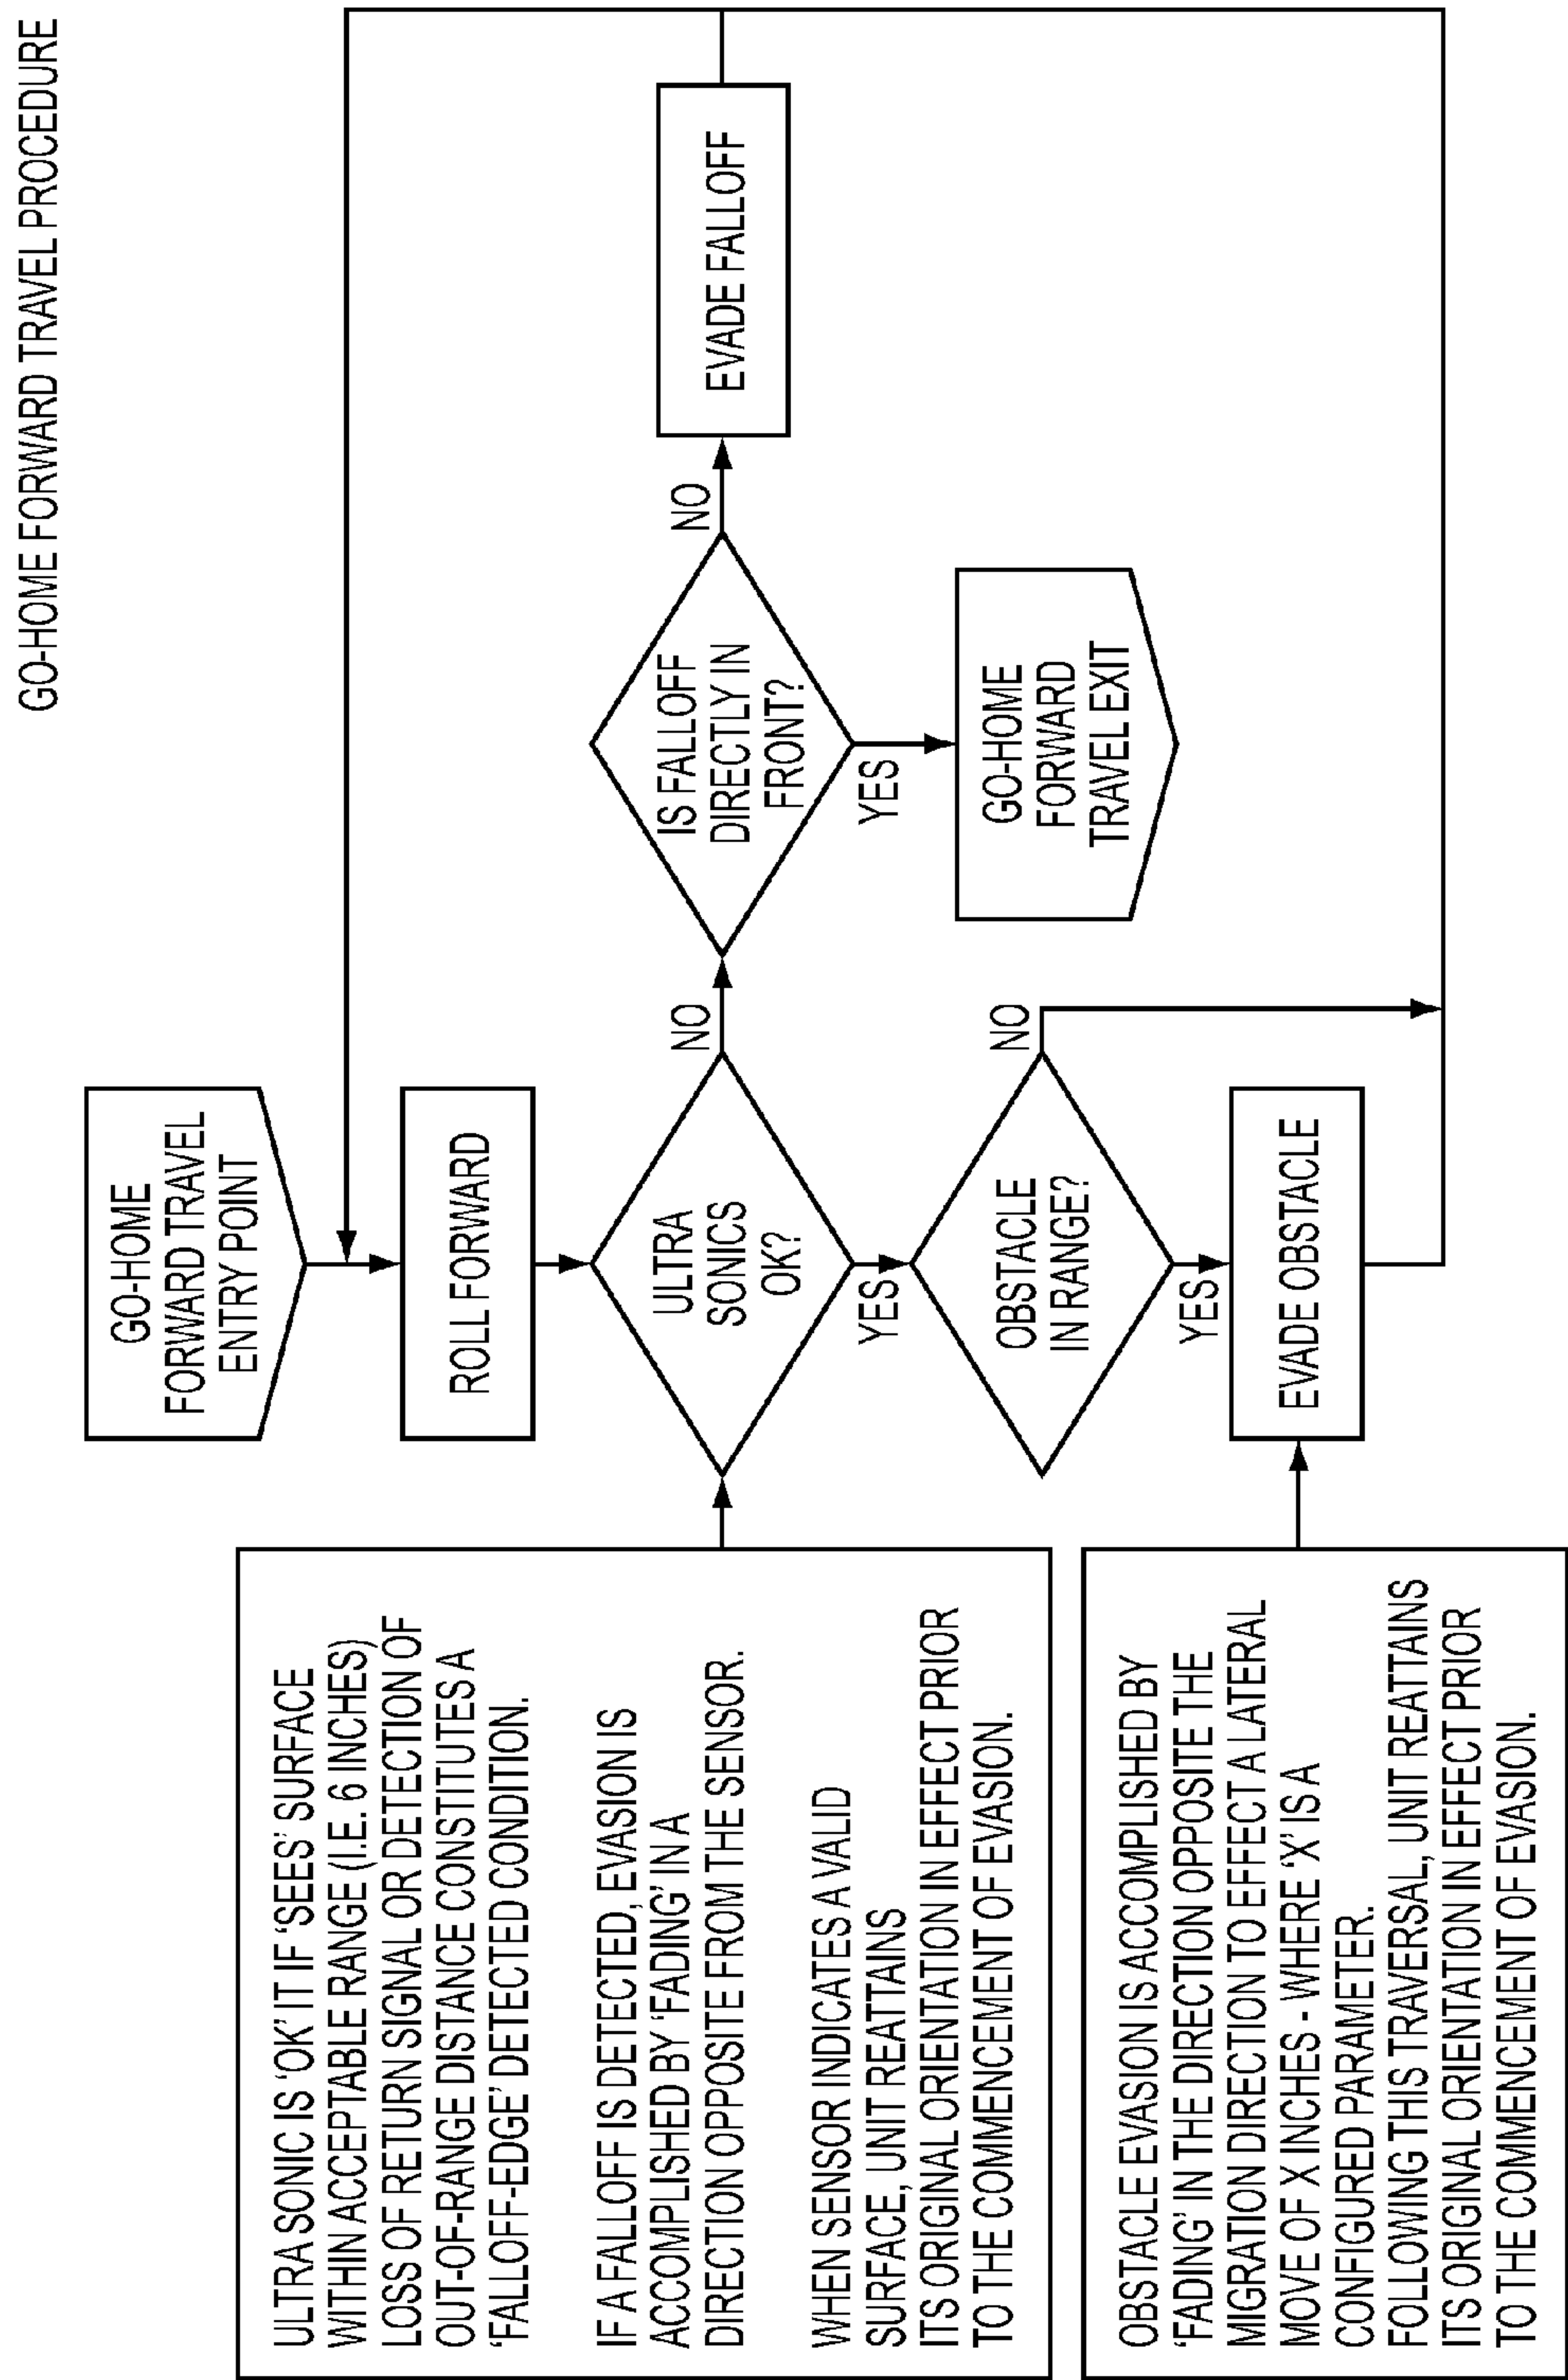 GO-HOME FORWARD TRAVEL PROCEDURE
GO-HOME
FORWARD TRAVEL
ENTRY POINT
ROLL FORWARD
ULTRA SONIC IS 'OK' IT IF 'SEES' SURFACE
WITHIN ACCEPTABLE RANGE (I.E. 6 INCHES)
LOSS OF RETURN SIGNAL OR DETECTION OF
OUT-OF-RANGE DISTANCE CONSTITUTES A
'FALLOFF-EDGE' DETECTED CONDITION.
IF A FALLOFF IS DETECTED, EVASION IS
ACCOMPLISHED BY 'FADING' IN A
DIRECTION OPPOSITE FROM THE SENSOR.
WHEN SENSOR INDICATES A VALID
SURFACE, UNIT REATTAINS
ITS ORIGINAL ORIENTATION IN EFFECT PRIOR
TO THE COMMENCEMENT OF EVASION.
ULTRA
SONICS
OK?
NO
YES
IS FALLOFF
DIRECTLY IN
FRONT?
NO
YES
EVADE FALLOFF
GO-HOME
FORWARD
TRAVEL EXIT
OBSTACLE
IN RANGE?
NO
YES
OBSTACLE EVASION IS ACCOMPLISHED BY
'FADING' IN THE DIRECTION OPPOSITE THE
MIGRATION DIRECTION TO EFFECT A LATERAL
MOVE OF X INCHES - WHERE 'X' IS A
CONFIGURED PARAMETER.
FOLLOWING THIS TRAVERSAL, UNIT REATTAINS
ITS ORIGINAL ORIENTATION IN EFFECT PRIOR
TO THE COMMENCEMENT OF EVASION.
EVADE OBSTACLE